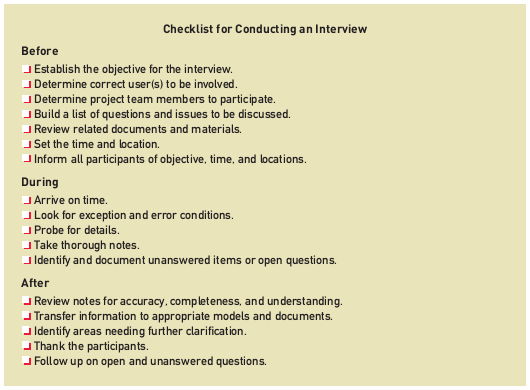 Checklist for Conducting an Interview
Before
Establish the objective for the interview.
Determine correct user(s) to be involved.
Determine project team members to participate.
Build a list of questions and issues to be discussed.
Review related documents and materials.
Set the time and location.
Inform all participants of objective, time, and locations.
During
Arrive on time.
Look for exception and error conditions.
Probe for details.
Take thorough notes.
Identify and document unanswered items or open questions.
After
Review notes for accuracy, completeness, and understanding.
Transfer information to appropriate models and documents.
Identify areas needing further clarification.
Thank the participants.
Follow up on open and unanswered questions.